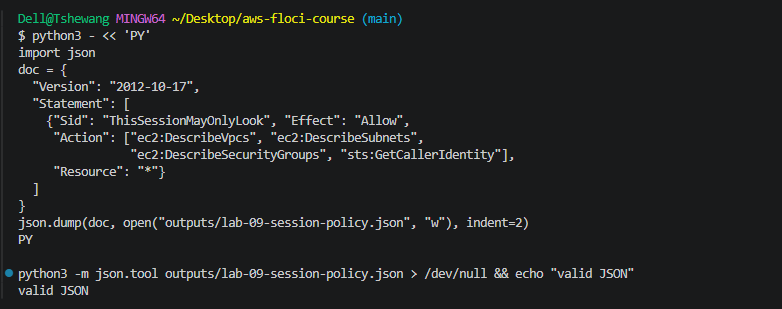 Dell@Tshewang MINGW64 ~/Desktop/aws-floci-course (main)
$ python3 - << 'PY'
import json
doc = {
  "Version": "2012-10-17",
  "Statement": [
    {"Sid": "ThisSessionMayOnlyLook", "Effect": "Allow",
     "Action": ["ec2:DescribeVpcs", "ec2:DescribeSubnets",
                "ec2:DescribeSecurityGroups", "sts:GetCallerIdentity"],
     "Resource": "*"}
  ]
}
json.dump(doc, open("outputs/lab-09-session-policy.json", "w"), indent=2)
PY

python3 -m json.tool outputs/lab-09-session-policy.json > /dev/null && echo "valid JSON"
valid JSON